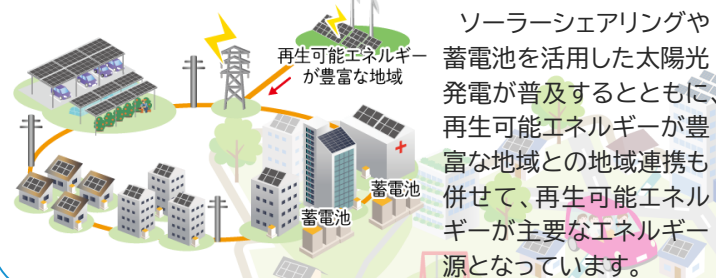 再生可能エネルギー
が豊富な地域
蓄電池
蓄電池
ソーラーシェアリングや
蓄電池を活用した太陽光
発電が普及するとともに、
再生可能エネルギーが豊
富な地域との地域連携も
併せて、再生可能エネル
ギーが主要なエネルギー
源となっています。